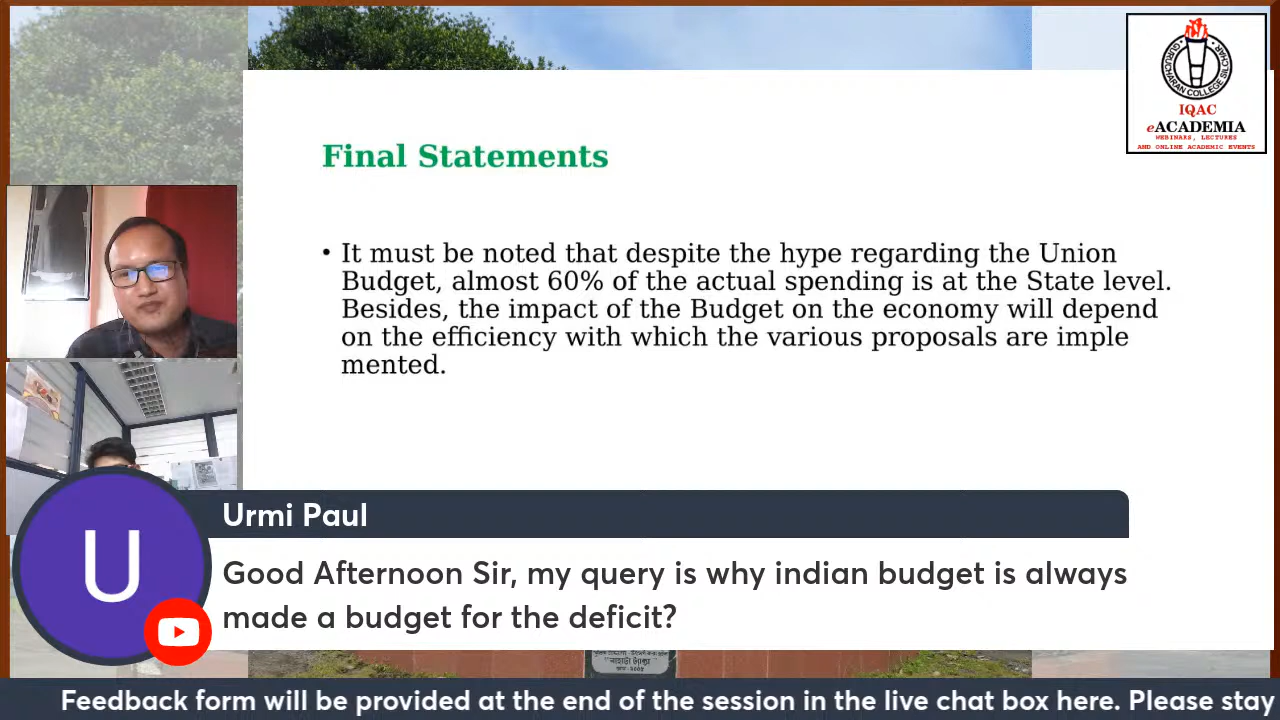 GURUCHARAN COLLEGE SILCHAR
IQAC
eACADEMIA
WEBINARS, LECTURES
AND ONLINE ACADEMIC EVENTS
Final Statements
• It must be noted that despite the hype regarding the Union
Budget, almost 60% of the actual spending is at the State level.
Besides, the impact of the Budget on the economy will depend
on the efficiency with which the various proposals are imple
mented.
U
Urmi Paul
Good Afternoon Sir, my query is why indian budget is always
made a budget for the deficit?
Feedback form will be provided at the end of the session in the live chat box here. Please stay